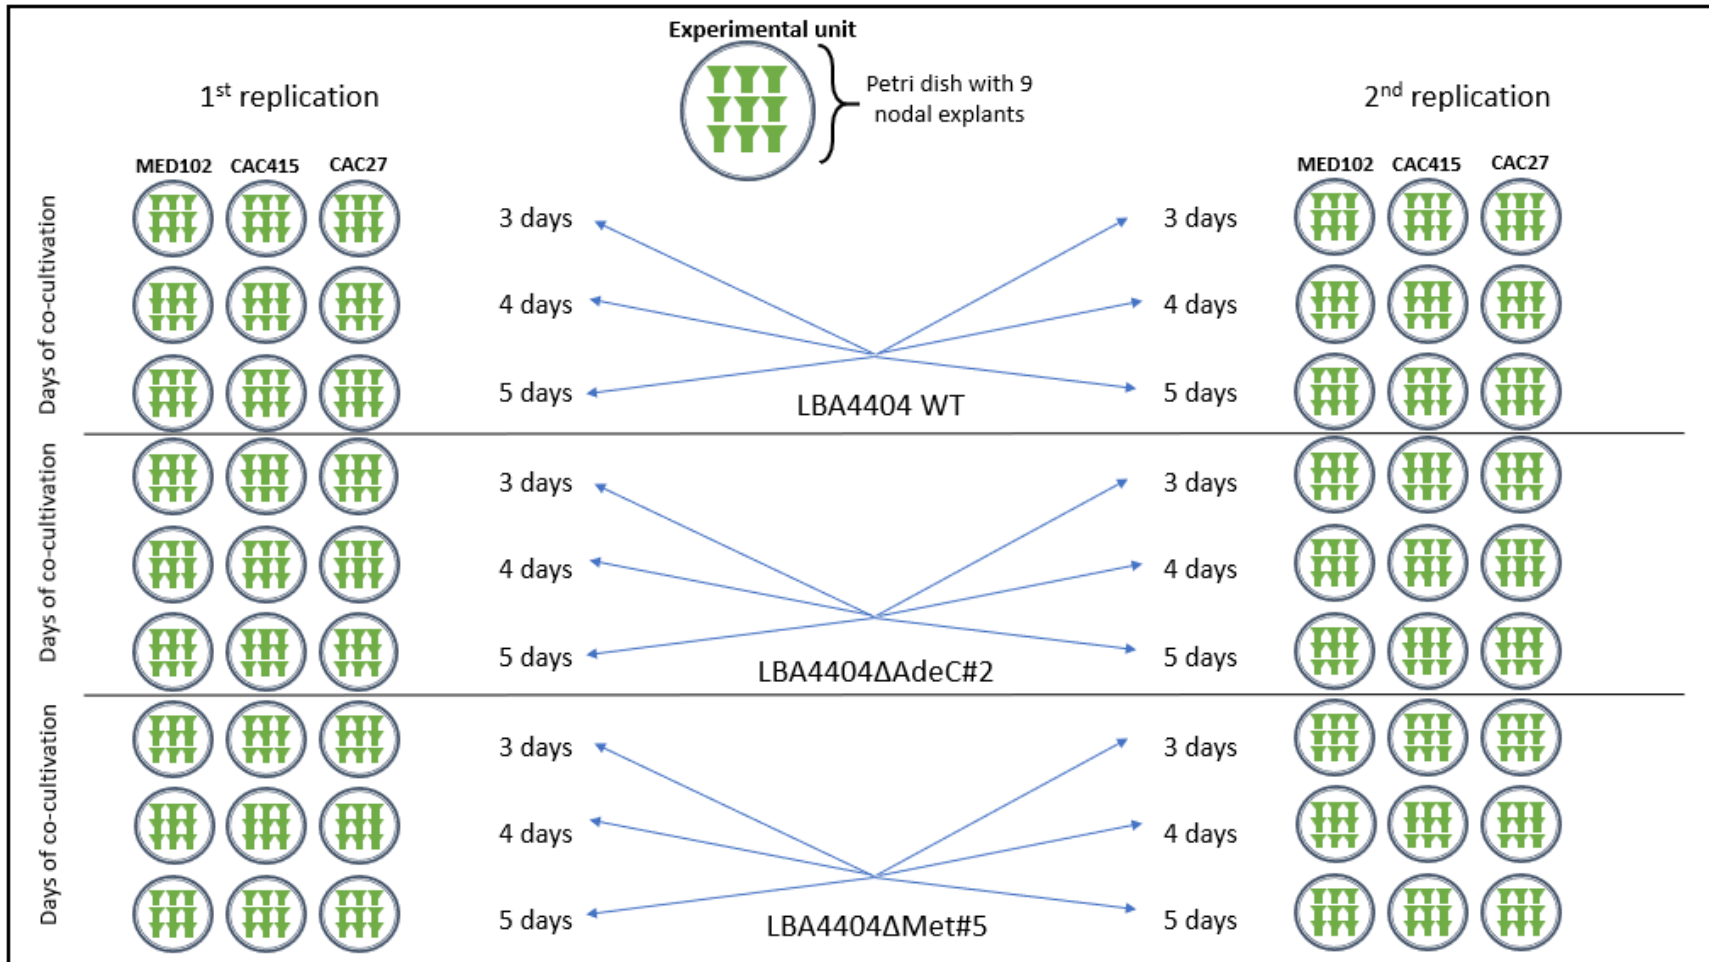 Experimental unit
Petri dish with 9
nodal explants
1st replication
2nd replication
MED102 CAC415 CAC27
MED102 CAC415 CAC27
Days of co-cultivation
3 days
3 days
4 days
4 days
5 days
5 days
LBA4404 WT
Days of co-cultivation
3 days
3 days
4 days
4 days
5 days
5 days
LBA4404ΔAdeC#2
Days of co-cultivation
3 days
3 days
4 days
4 days
5 days
5 days
LBA4404ΔMet#5